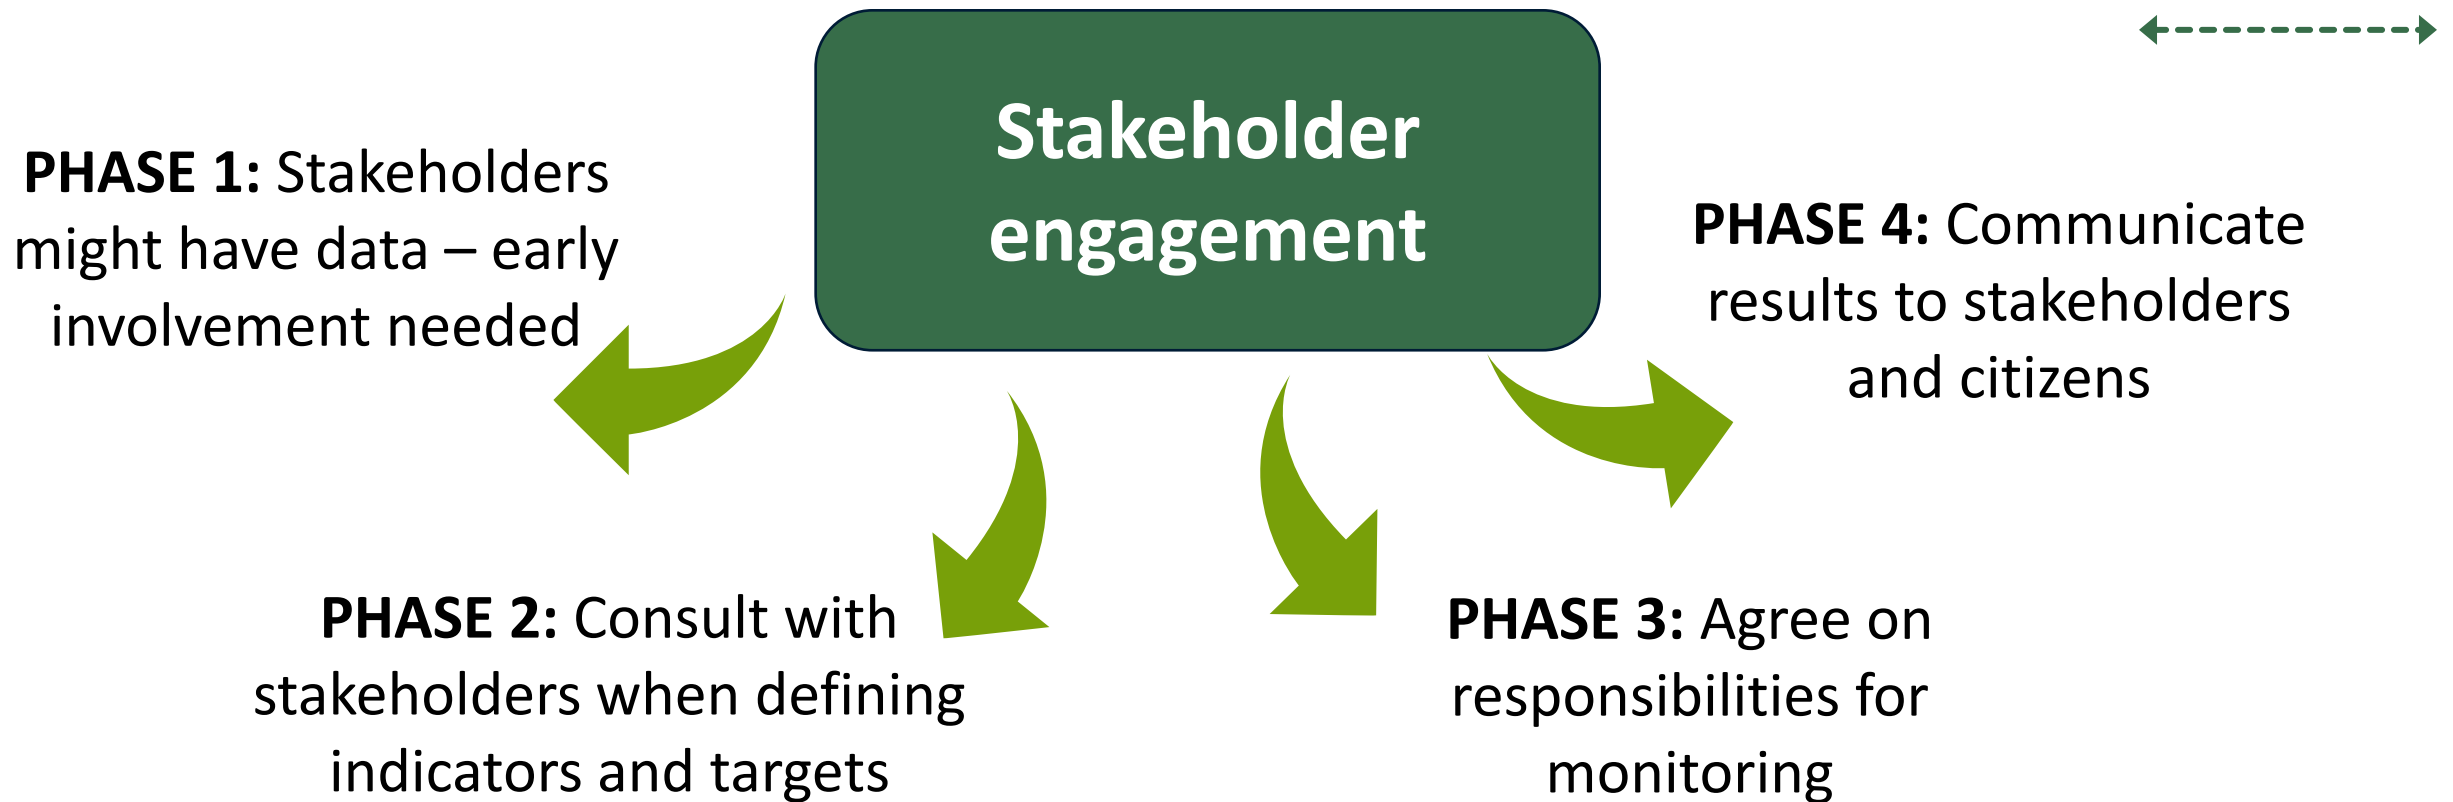 Stakeholder
engagement
PHASE 1: Stakeholders
might have data – early
involvement needed
PHASE 2: Consult with
stakeholders when defining
indicators and targets
PHASE 3: Agree on
responsibilities for
monitoring
PHASE 4: Communicate
results to stakeholders
and citizens